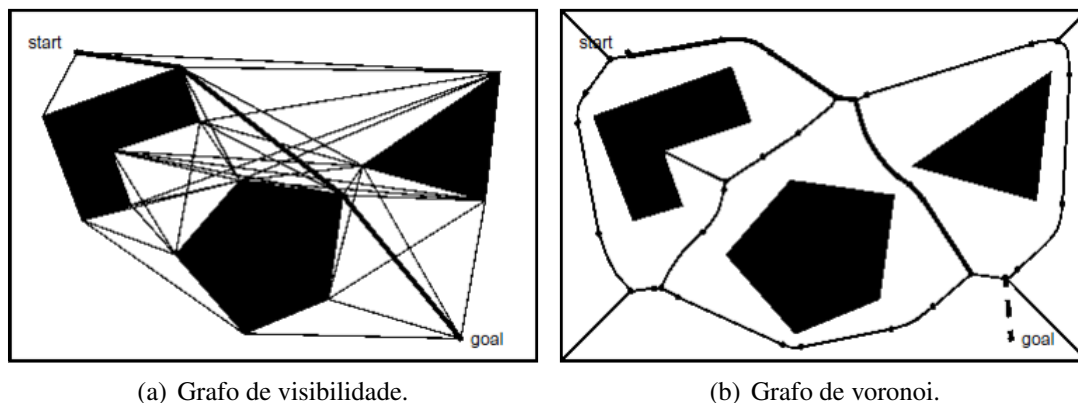 start
goal
start
goal
(a) Grafo de visibilidade.
(b) Grafo de voronoi.